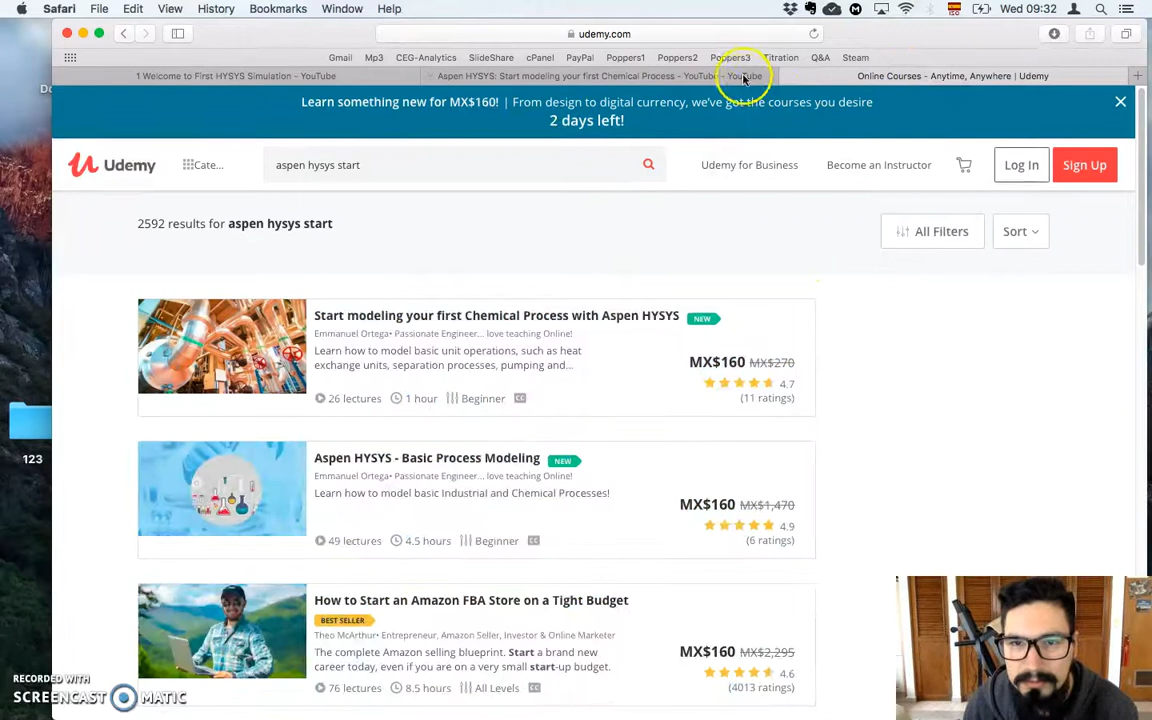 Safari File Edit View History Bookmarks Window Help Wed 09:32
udemy.com
Gmail Mp3 CEG-Analytics SlideShare cPanel PayPal Poppers1 Poppers2 Poppers3 Titration Q&A Steam
1 Welcome to First HYSYS Simulation – YouTube Aspen HYSYS: Start modeling your first Chemical Process - YouTube - YouTube Online Courses - Anytime, Anywhere | Udemy
Learn something new for MX$160! | From design to digital currency, we've got the courses you desire
2 days left!
Udemy Cate... aspen hysys start Udemy for Business Become an Instructor Log In Sign Up
2592 results for aspen hysys start
All Filters Sort
Start modeling your first Chemical Process with Aspen HYSYS NEW
Emmanuel Ortega• Passionate Engineer... love teaching Online!
Learn how to model basic unit operations, such as heat
exchange units, separation processes, pumping and...
MX$160 MX$270
4.7
(11 ratings)
26 lectures 1 hour Beginner CC
Aspen HYSYS - Basic Process Modeling NEW
Emmanuel Ortega• Passionate Engineer... love teaching Online!
Learn how to model basic Industrial and Chemical Processes!
MX$160 MX$1,470
4.9
(6 ratings)
49 lectures 4.5 hours Beginner CC
How to Start an Amazon FBA Store on a Tight Budget
BEST SELLER
Theo McArthur• Entrepreneur, Amazon Seller, Investor & Online Marketer
The complete Amazon selling blueprint. Start a brand new
career today, even if you are on a very small start-up budget.
MX$160 MX$2,295
4.6
(4013 ratings)
76 lectures 8.5 hours All Levels CC
123
RECORDED WITH
SCREENCAST MATIC